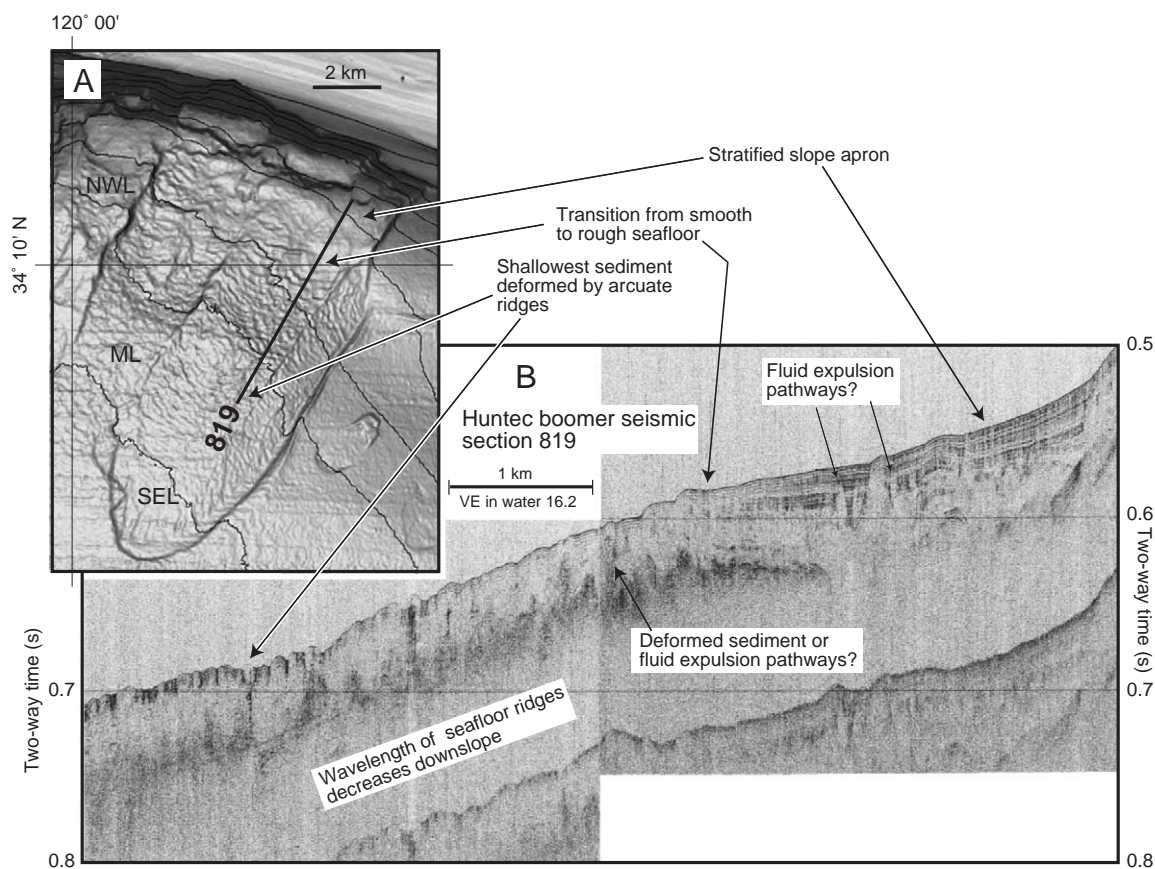 120° 00'
A
2 km
34° 10' N
NWL
ML
SEL
819
Stratified slope apron
Transition from smooth
to rough seafloor
Shallowest sediment
deformed by arcuate
ridges
B
Huntec boomer seismic
section 819
1 km
VE in water 16.2
Fluid expulsion
pathways?
Deformed sediment or
fluid expulsion pathways?
Wavelength of seafloor ridges
decreases downslope
Two-way time (s)
0.7
0.8
0.5
0.6
Two-way time (s)
0.7
0.8